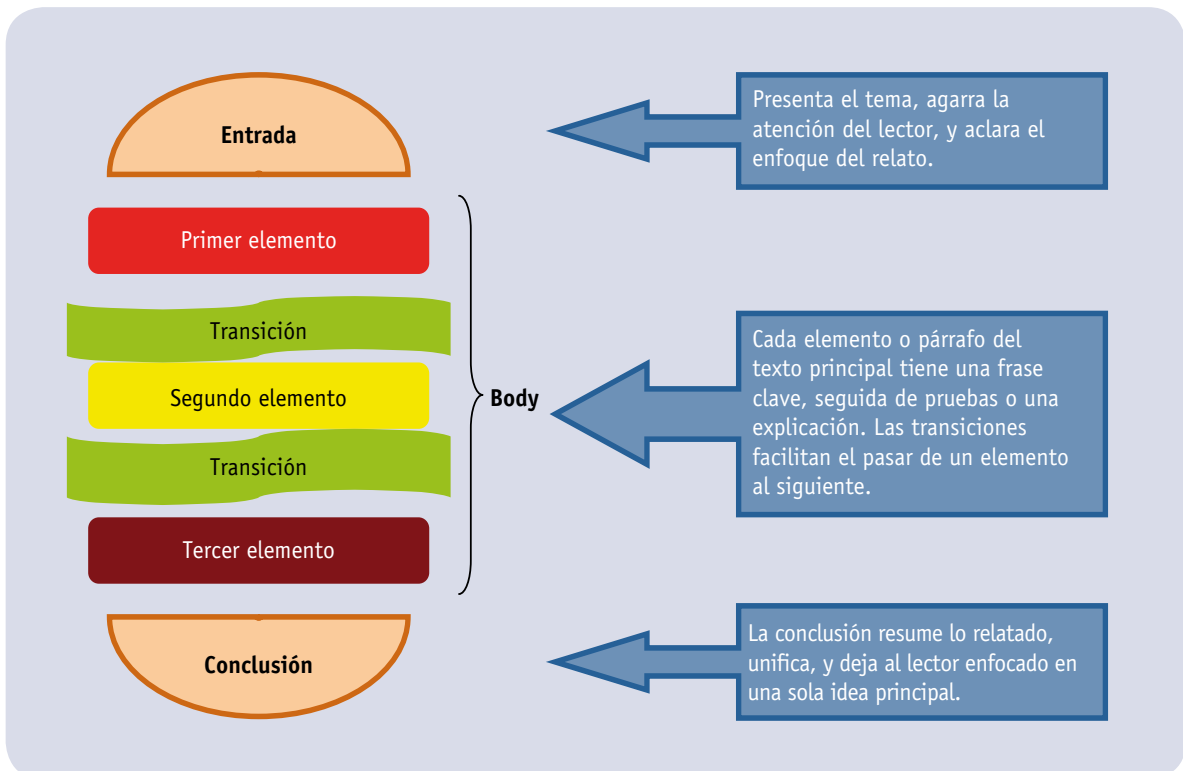 Entrada
Presenta el tema, agarra la
atención del lector, y aclara el
enfoque del relato.
Primer elemento
Transición
Segundo elemento
Transición
Tercer elemento
Body
Cada elemento o párrafo del
texto principal tiene una frase
clave, seguida de pruebas o una
explicación. Las transiciones
facilitan el pasar de un elemento
al siguiente.
Conclusión
La conclusión resume lo relatado,
unifica, y deja al lector enfocado en
una sola idea principal.